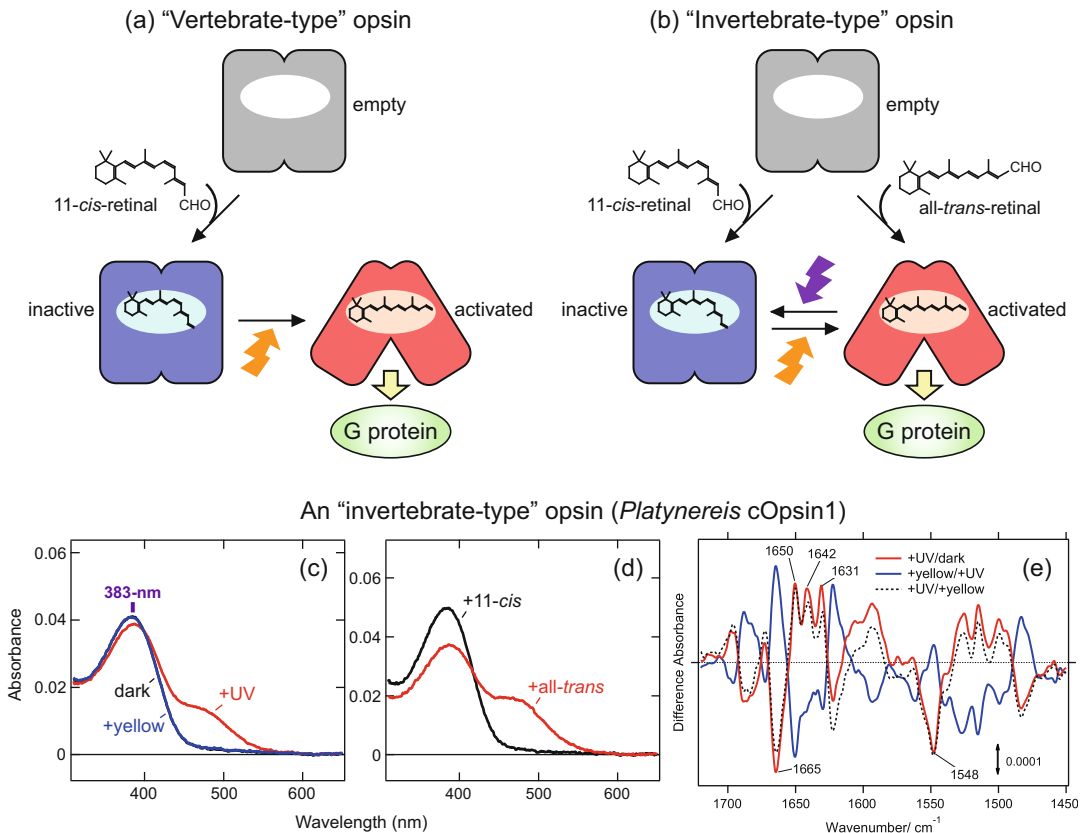 (a) “Vertebrate-type” opsin
empty
CHO
11-cis-retinal
inactive
activated
G protein
(b) “Invertebrate-type” opsin
empty
CHO
11-cis-retinal
CHO
all-trans-retinal
inactive
activated
G protein
An “invertebrate-type” opsin (Platynereis cOpsin1)
(c)
383-nm
dark
+UV
+yellow
0.06
0.04
0.02
0
Absorbance
400 500 600
(d)
+11-cis
+all-trans
0.06
0.04
0.02
0
400 500 600
Wavelength (nm)
(e)
+UV/dark
+yellow/+UV
+UV/+yellow
1650
1642
1631
1665
1548
0.0001
Difference Absorbance
1700 1650 1600 1550 1500 1450
Wavenumber/ cm⁻¹